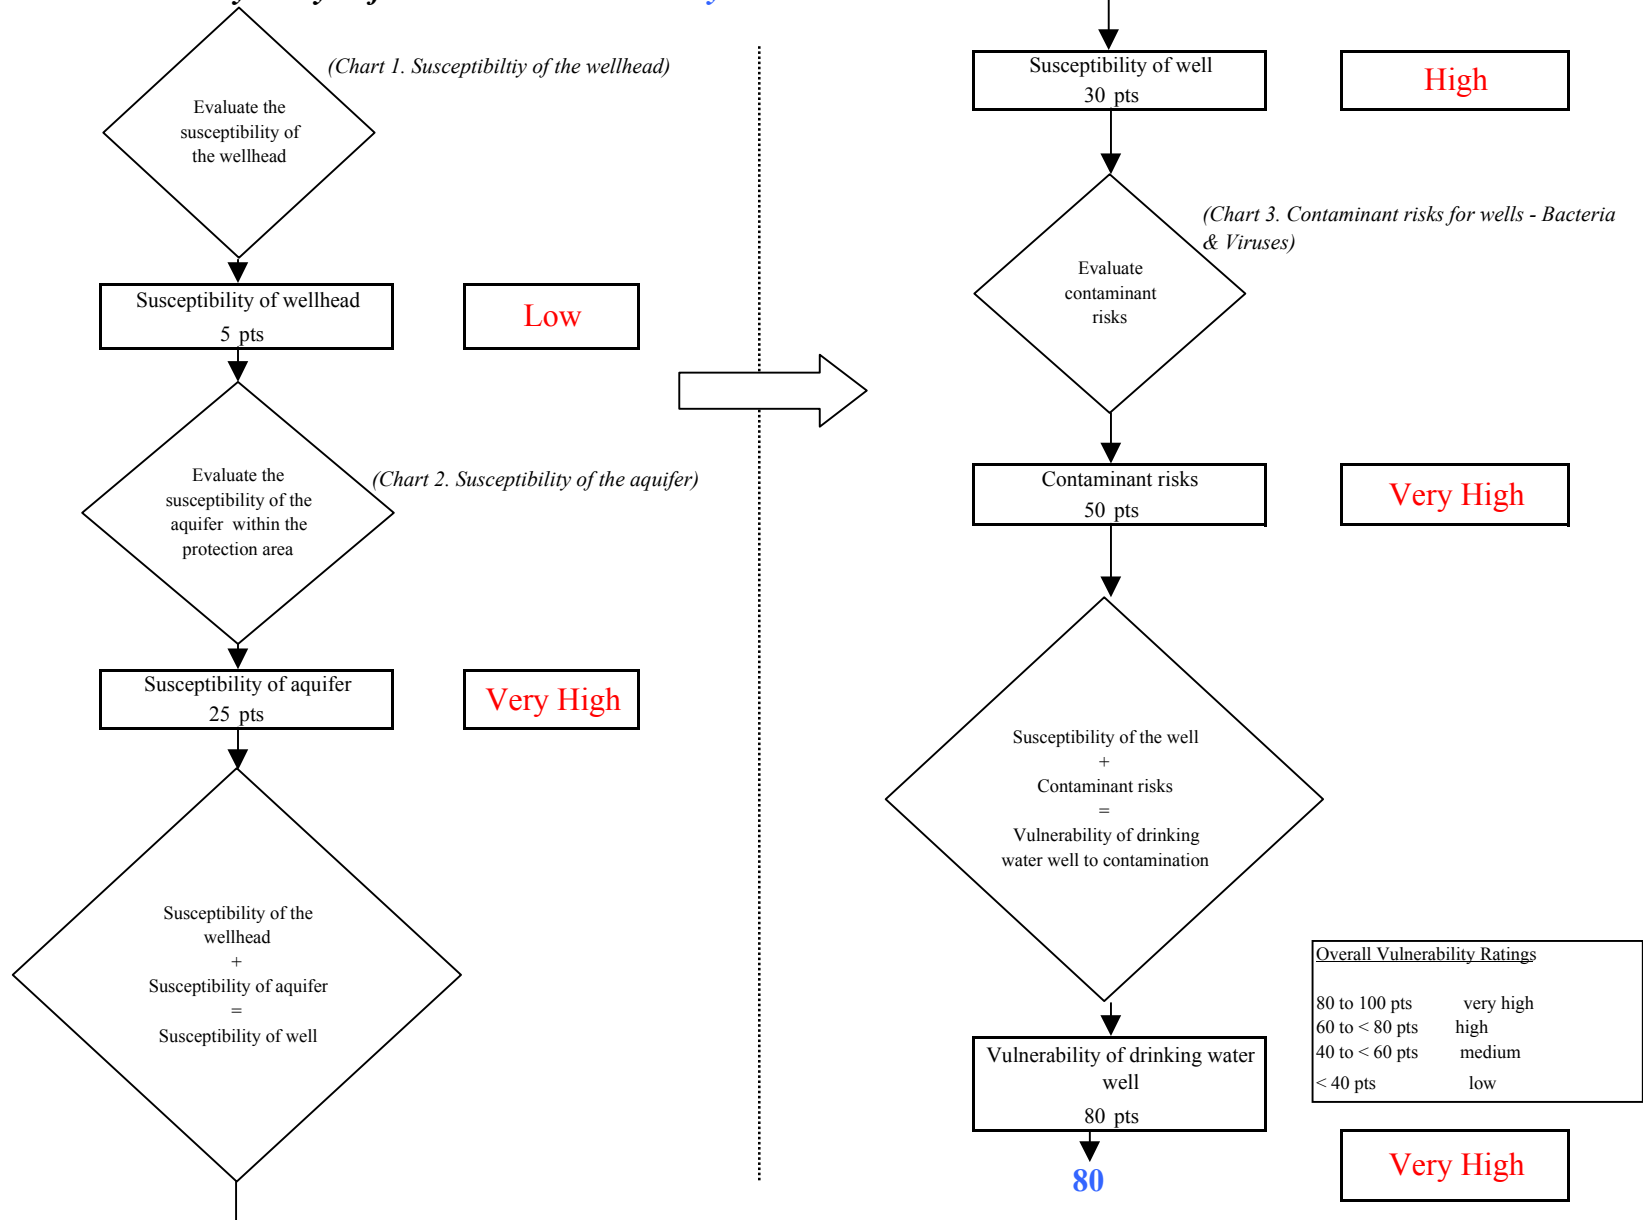 (Chart 1. Susceptibiltiy of the wellhead)
Evaluate the
susceptibility of
the wellhead
Susceptibility of wellhead
5 pts
Low
(Chart 2. Susceptibility of the aquifer)
Evaluate the
susceptibility of the
aquifer within the
protection area
Susceptibility of aquifer
25 pts
Very High
Susceptibility of the
wellhead
+
Susceptibility of aquifer
=
Susceptibility of well
Susceptibility of well
30 pts
High
(Chart 3. Contaminant risks for wells - Bacteria
& Viruses)
Evaluate
contaminant
risks
Contaminant risks
50 pts
Very High
Susceptibility of the well
+
Contaminant risks
=
Vulnerability of drinking
water well to contamination
Overall Vulnerability Ratings
80 to 100 pts very high
60 to < 80 pts high
40 to < 60 pts medium
< 40 pts low
Vulnerability of drinking water
well
80 pts
80
Very High